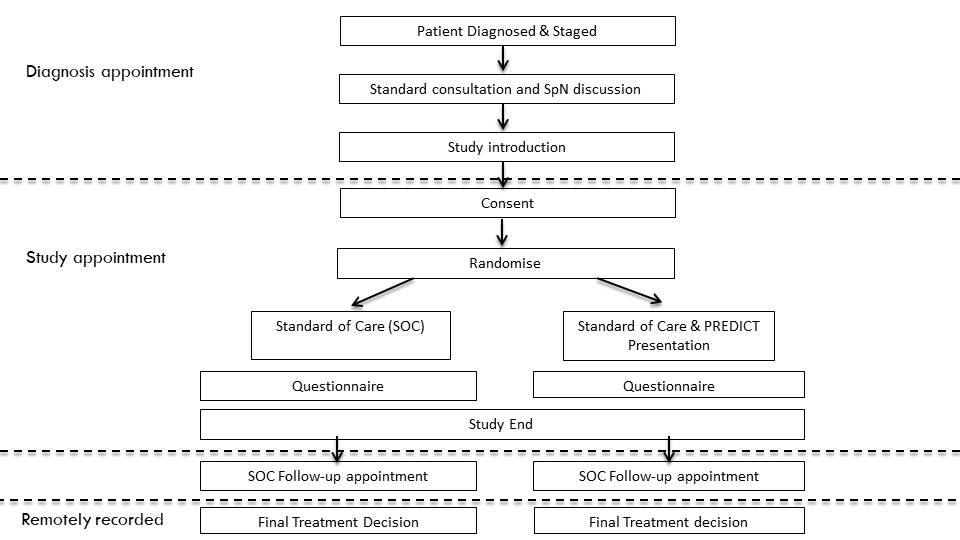 Patient Diagnosed & Staged
Diagnosis appointment
Standard consultation and SpN discussion
Study introduction
Consent
Study appointment
Randomise
Standard of Care (SOC)
Standard of Care & PREDICT
Presentation
Questionnaire
Questionnaire
Study End
SOC Follow-up appointment
SOC Follow-up appointment
Remotely recorded
Final Treatment Decision
Final Treatment decision